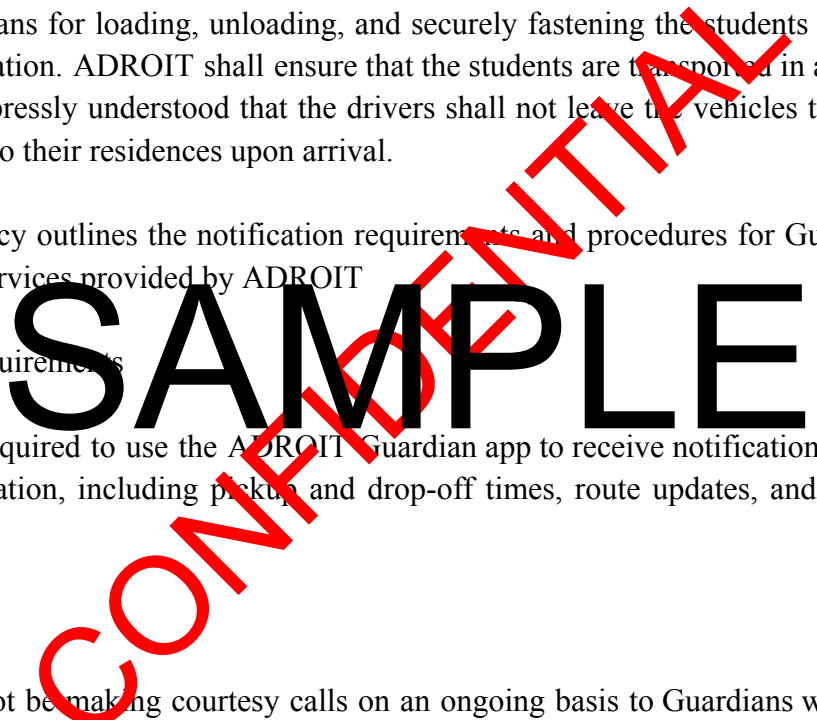 ans for loading, unloading, and securely fastening the students
ation. ADROIT shall ensure that the students are transported in a
pressly understood that the drivers shall not leave the vehicles t
o their residences upon arrival.
cy outlines the notification requirements and procedures for Gu
rvices provided by ADROIT
SAMPLE
CONFIDENTIAL
quirements
quired to use the ADROIT Guardian app to receive notification
ation, including pickup and drop-off times, route updates, and
ot be making courtesy calls on an ongoing basis to Guardians w